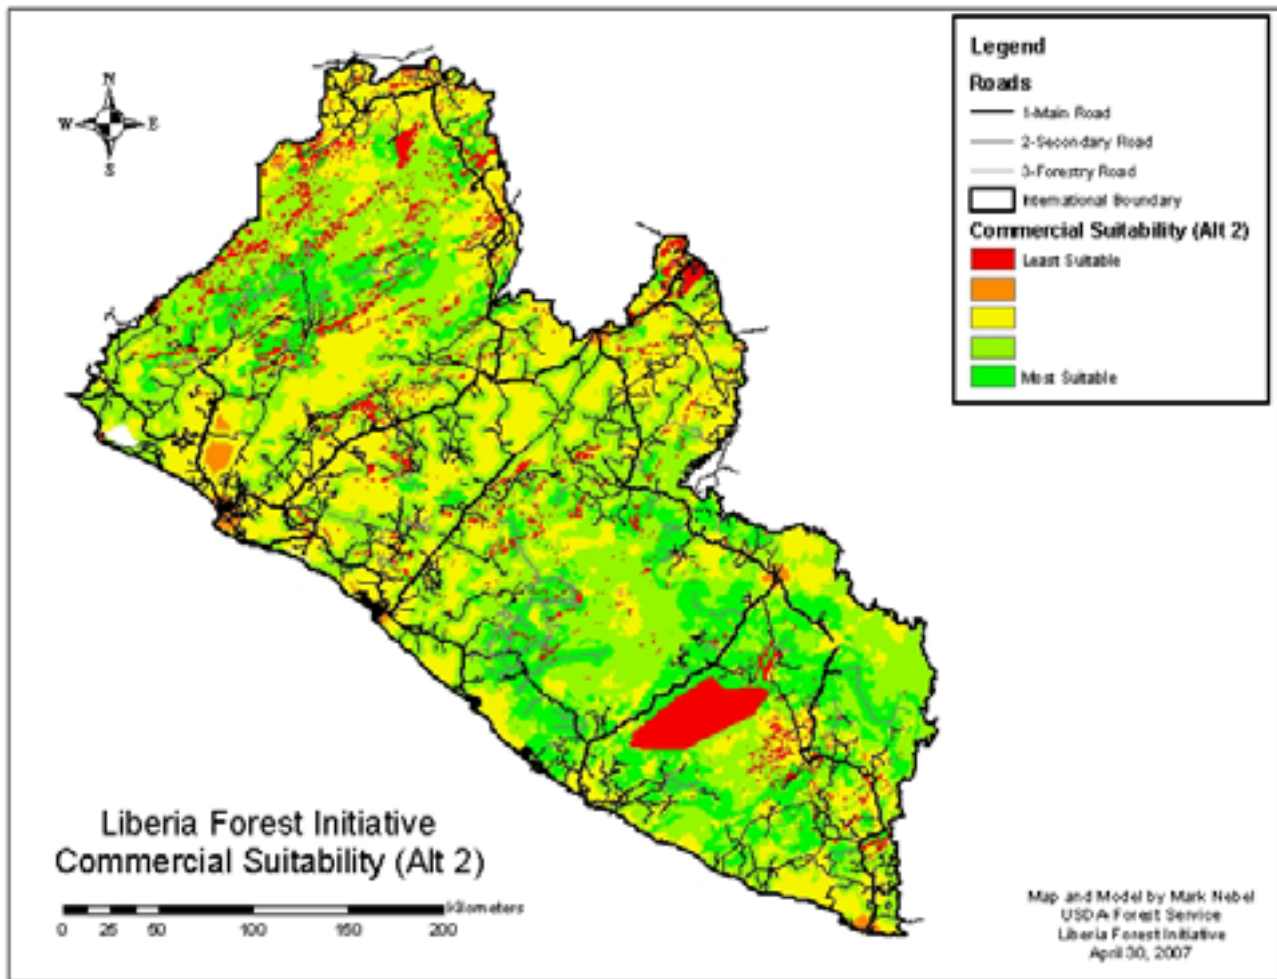 N
W E
S
Legend
Roads
1-Main Road
2-Secondary Road
3-Forestry Road
International Boundary
Commercial Suitability (Alt 2)
Least Suitable
Most Suitable
Liberia Forest Initiative
Commercial Suitability (Alt 2)
Kilometers
0 25 50 100 150 200
Map and Model by Mark Nebel
USDA Forest Service
Liberia Forest Initiative
April 30, 2007